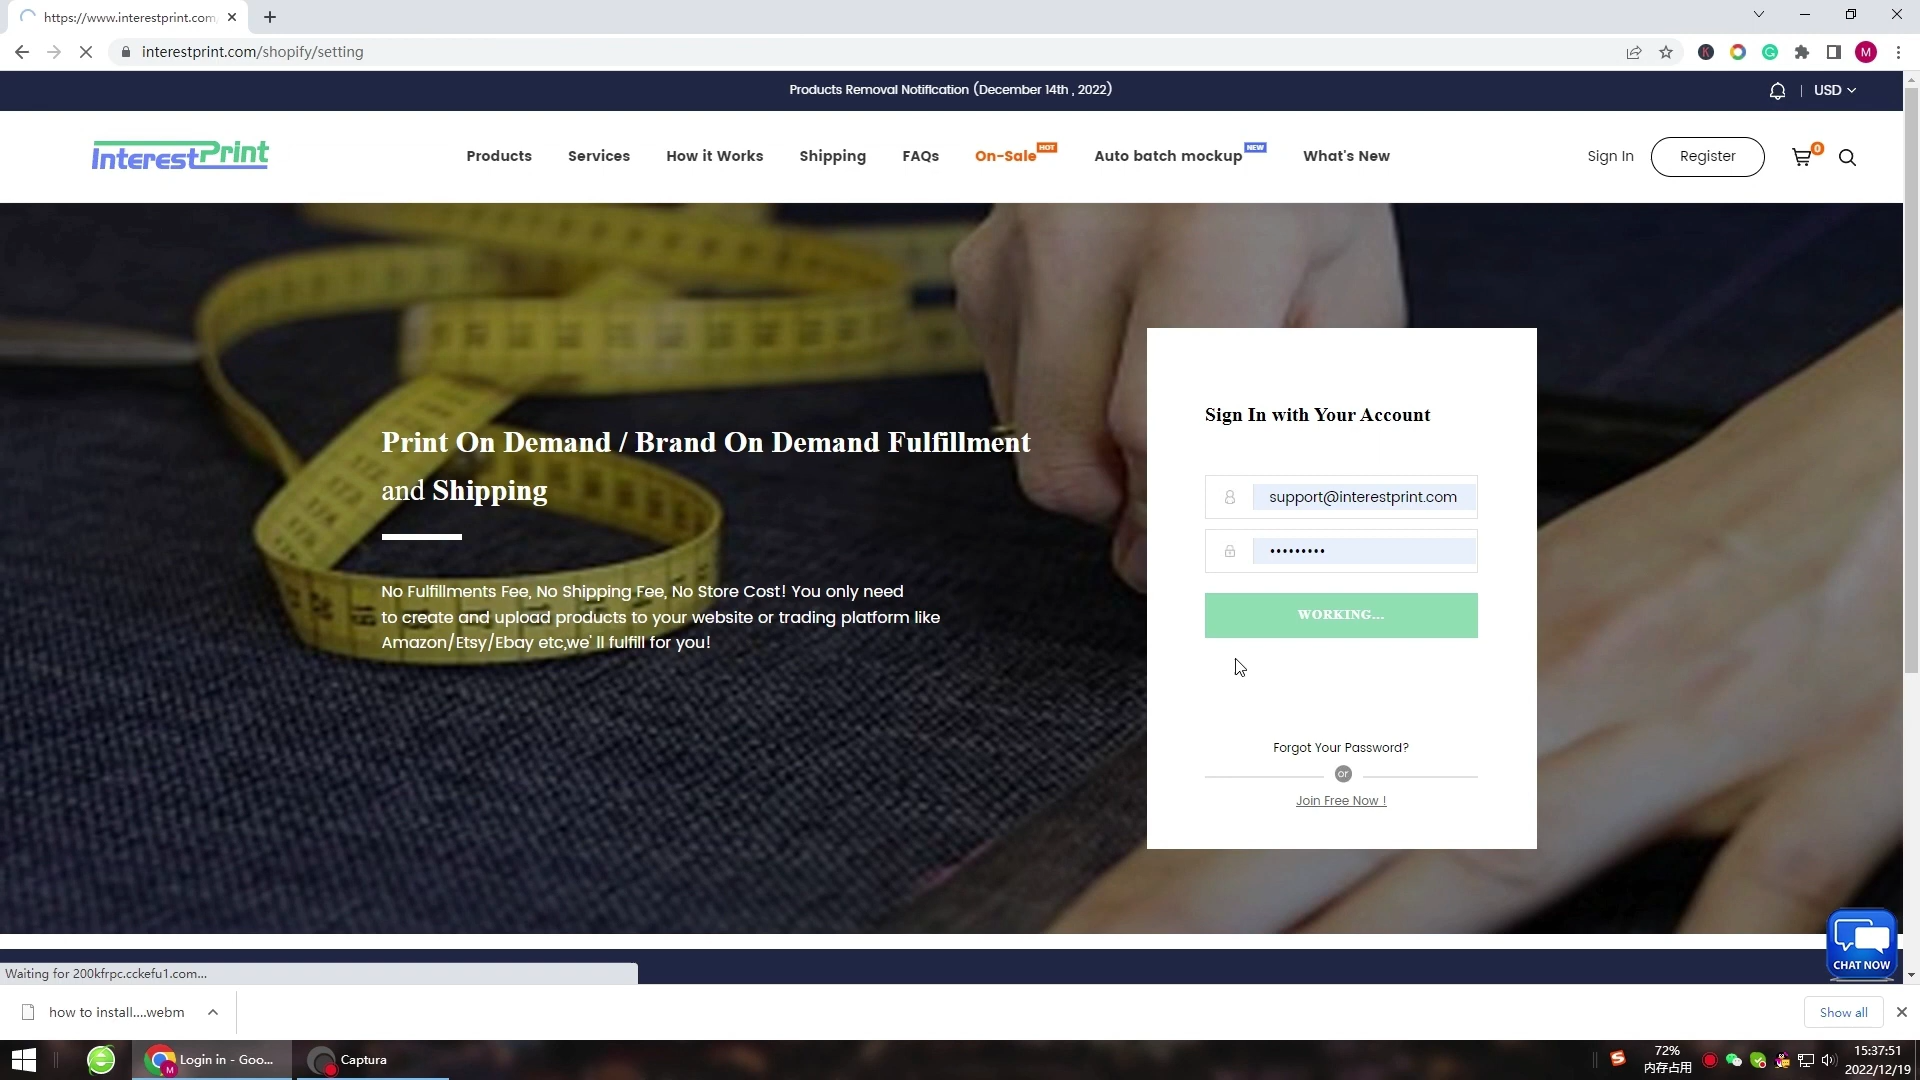 https://www.interestprint.com
interestprint.com/shopify/setting
M
Products Removal Notification (December 14th , 2022)
USD
InterestPrint
Products
Services
How it Works
Shipping
FAQs
On-Sale
HOT
Auto batch mockup
NEW
What's New
Sign In
Register
0
Print On Demand / Brand On Demand Fulfillment
and Shipping
No Fulfillments Fee, No Shipping Fee, No Store Cost! You only need
to create and upload products to your website or trading platform like
Amazon/Etsy/Ebay etc,we' ll fulfill for you!
Sign In with Your Account
support@interestprint.com
•••••••••
WORKING...
Forgot Your Password?
or
Join Free Now !
CHAT NOW
Waiting for 200kfrpc.cckefu1.com...
how to install....webm
Show all
M
Login in - Goo...
Captura
72%
内存占用
15:37:51
2022/12/19